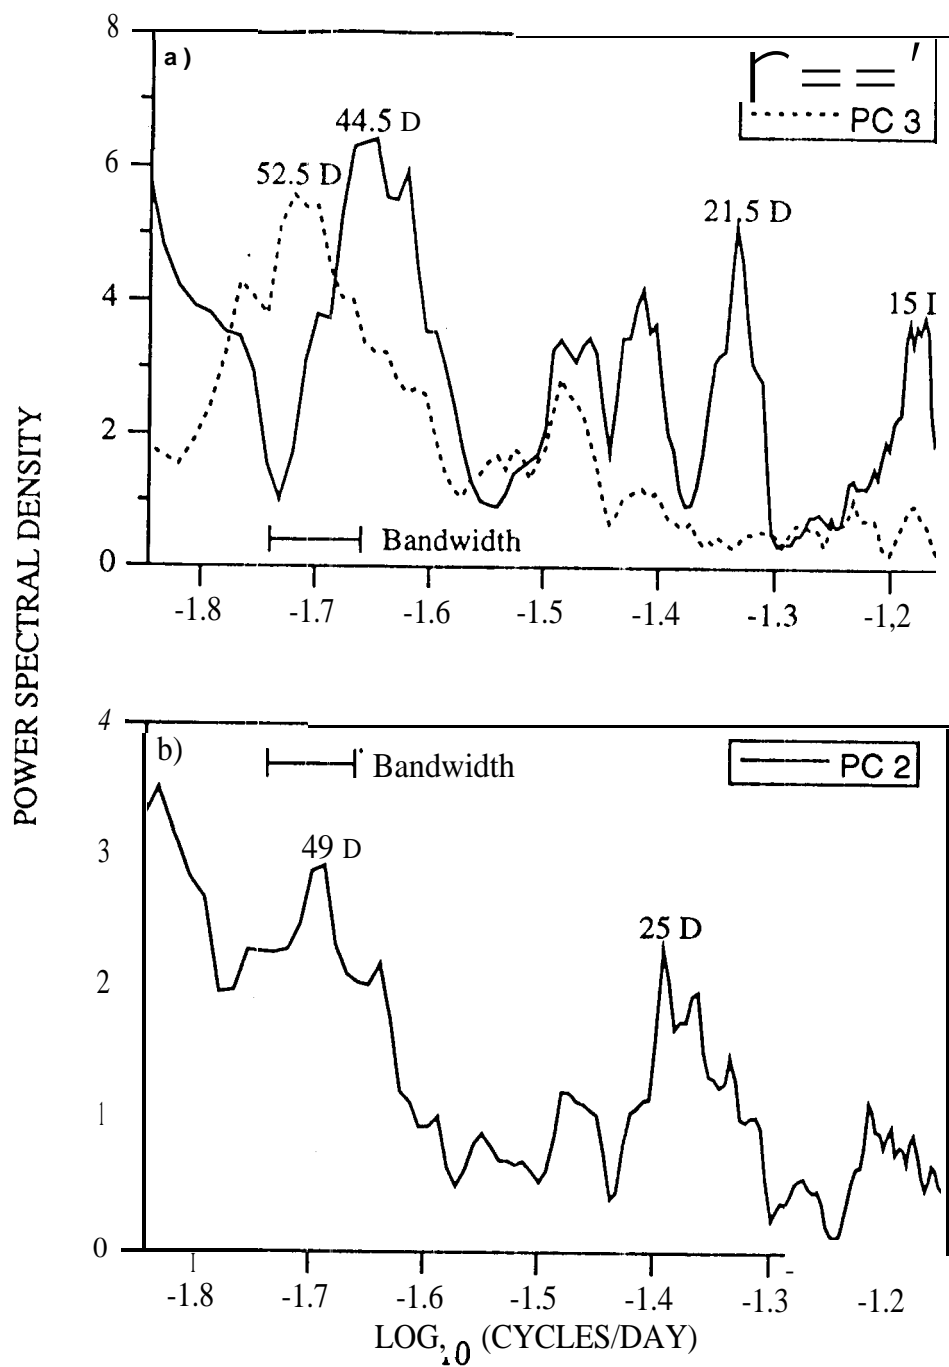 8
a)
44.5 D
PC 3
6
52.5 D
21.5 D
4
15 D
2
Bandwidth
0
-1.8 -1.7 -1.6 -1.5 -1.4 -1.3 -1,2
POWER SPECTRAL DENSITY
4
b)
Bandwidth
PC 2
3
49 D
25 D
2
1
0
-1.8 -1.7 -1.6 -1.5 -1.4 -1.3 -1.2
LOG,10 (CYCLES/DAY)